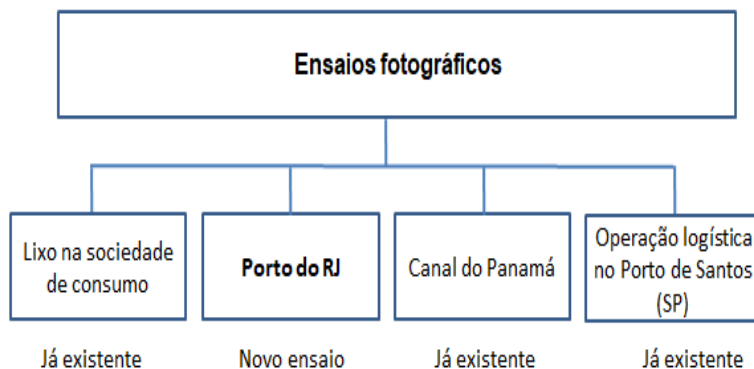 Ensaios fotográficos
Lixo na sociedade
de consumo
Porto do RJ
Canal do Panamá
Operação logística
no Porto de Santos
(SP)
Já existente
Novo ensaio
Já existente
Já existente